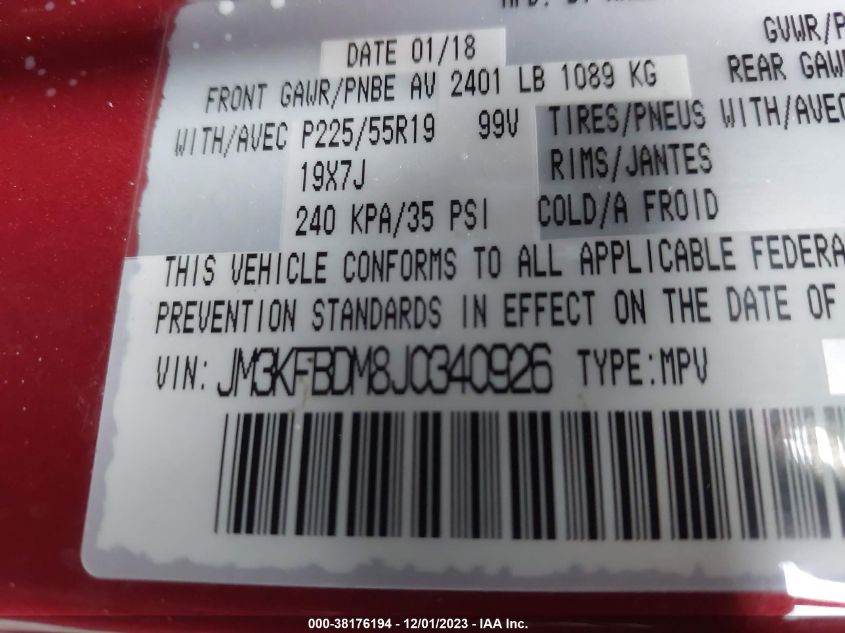 GVWR/P
DATE 01/18
FRONT GAWR/PNBE AV 2401 LB 1089 KG REAR GAW
WITH/AVEC P225/55R19 99V TIRES/PNEUS WITH/AVEC
19X7J RIMS/JANTES
240 KPA/35 PSI COLD/A FROID
THIS VEHICLE CONFORMS TO ALL APPLICABLE FEDERA
PREVENTION STANDARDS IN EFFECT ON THE DATE OF
VIN: JM3KFBDM8J0340926 TYPE:MPV
000-38176194 - 12/01/2023 - IAA Inc.